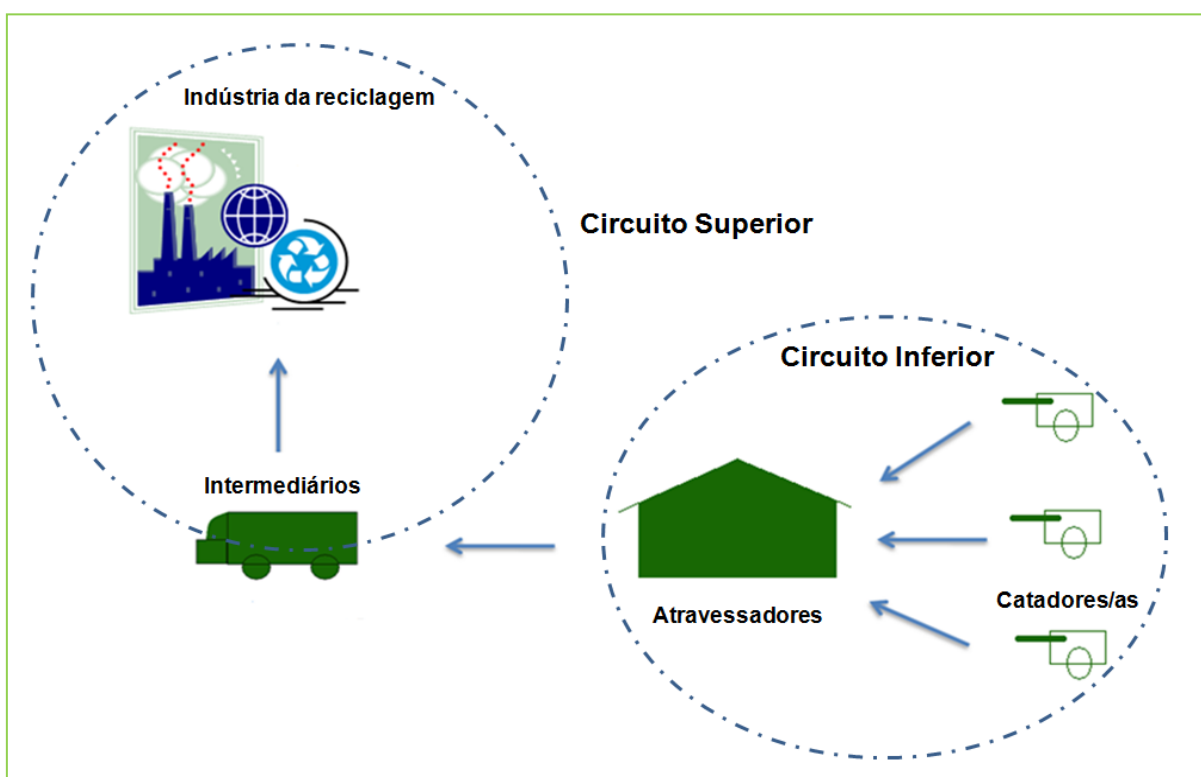 Indústria da reciclagem
Circuito Superior
Circuito Inferior
Intermediários
Atravessadores
Catadores/as